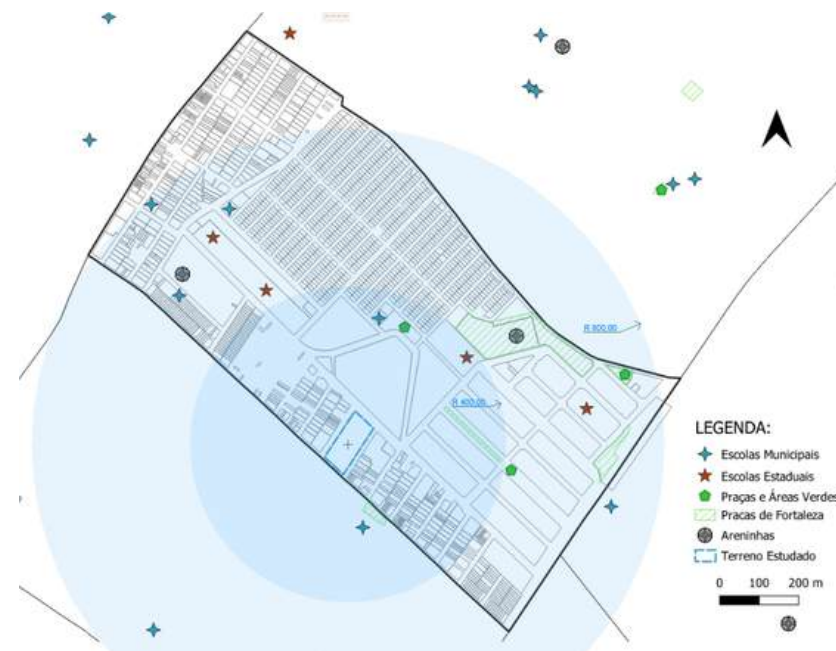 R 800,00
R 400,00
LEGENDA:
Escolas Municipais
Escolas Estaduais
Praças e Áreas Verdes
Pracas de Fortaleza
Areninhas
Terreno Estudado
0 100 200 m